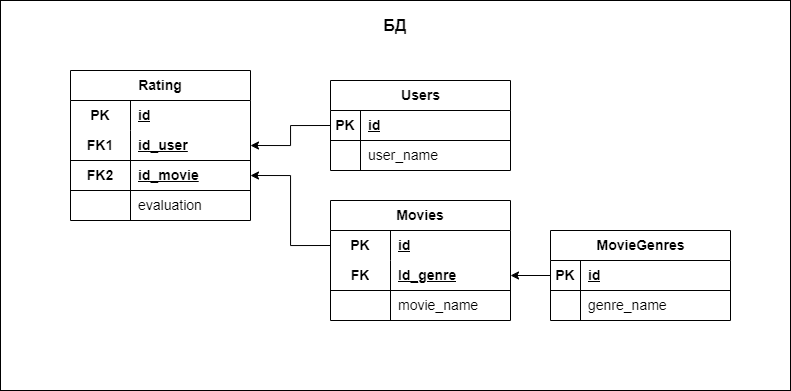 БД
Rating
PK id
FK1 id_user
FK2 id_movie
evaluation
Users
PK id
user_name
Movies
PK id
FK Id_genre
movie_name
MovieGenres
PK id
genre_name